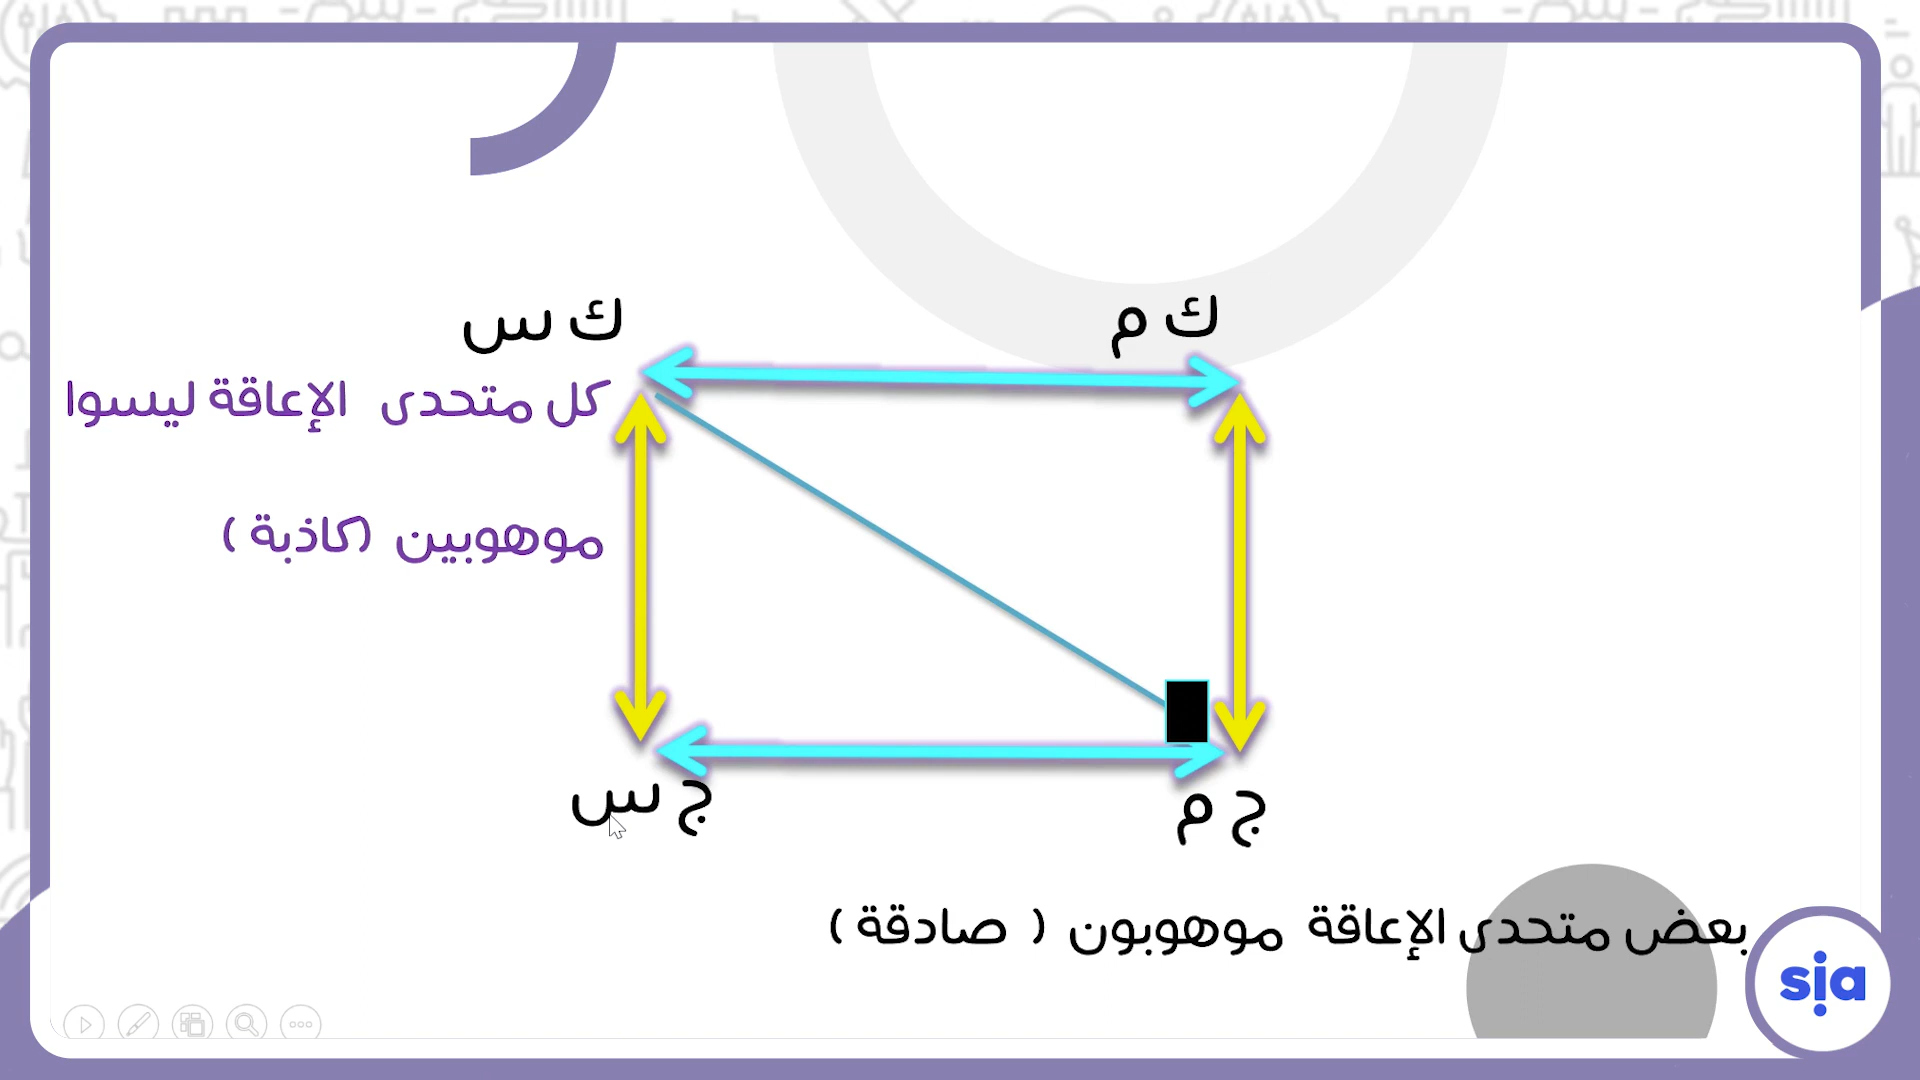 ك م
ك س
كل متحدى الإعاقة ليسوا
موهوبين (كاذبة )
ج م
ج س
بعض متحدى الإعاقة موهوبون ( صادقة )
sia